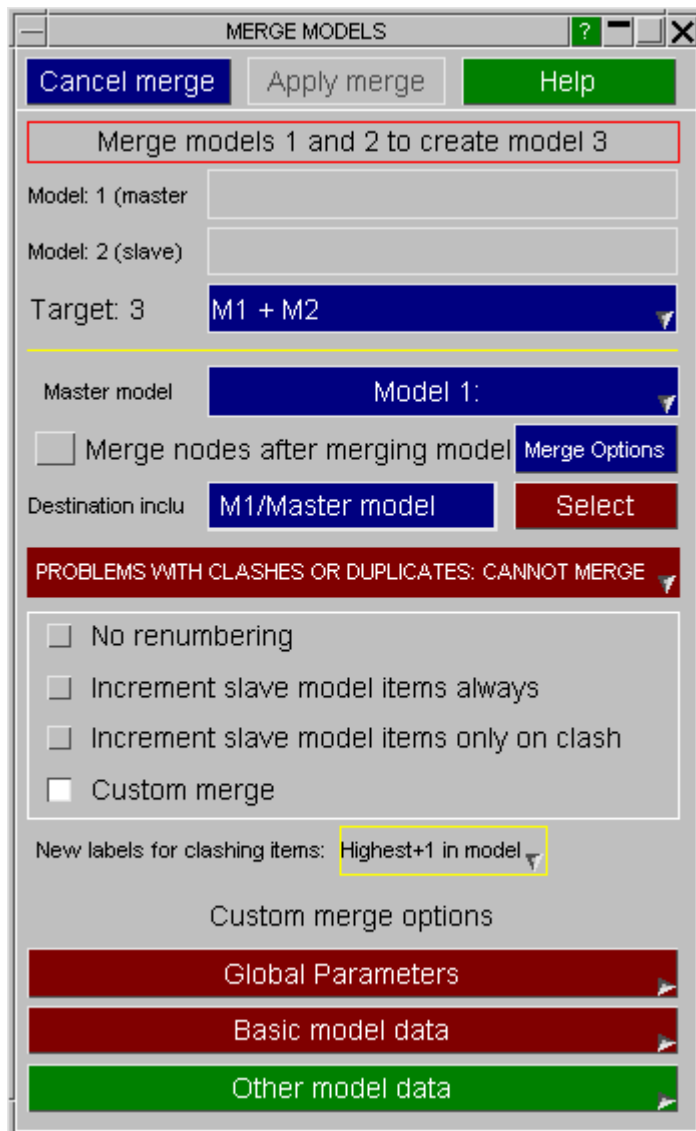 MERGE MODELS ?
Cancel merge Apply merge Help
Merge models 1 and 2 to create model 3
Model: 1 (master
Model: 2 (slave)
Target: 3 M1 + M2
Master model Model 1:
Merge nodes after merging model Merge Options
Destination inclu M1/Master model Select
PROBLEMS WITH CLASHES OR DUPLICATES: CANNOT MERGE
No renumbering
Increment slave model items always
Increment slave model items only on clash
Custom merge
New labels for clashing items: Highest+1 in model
Custom merge options
Global Parameters
Basic model data
Other model data